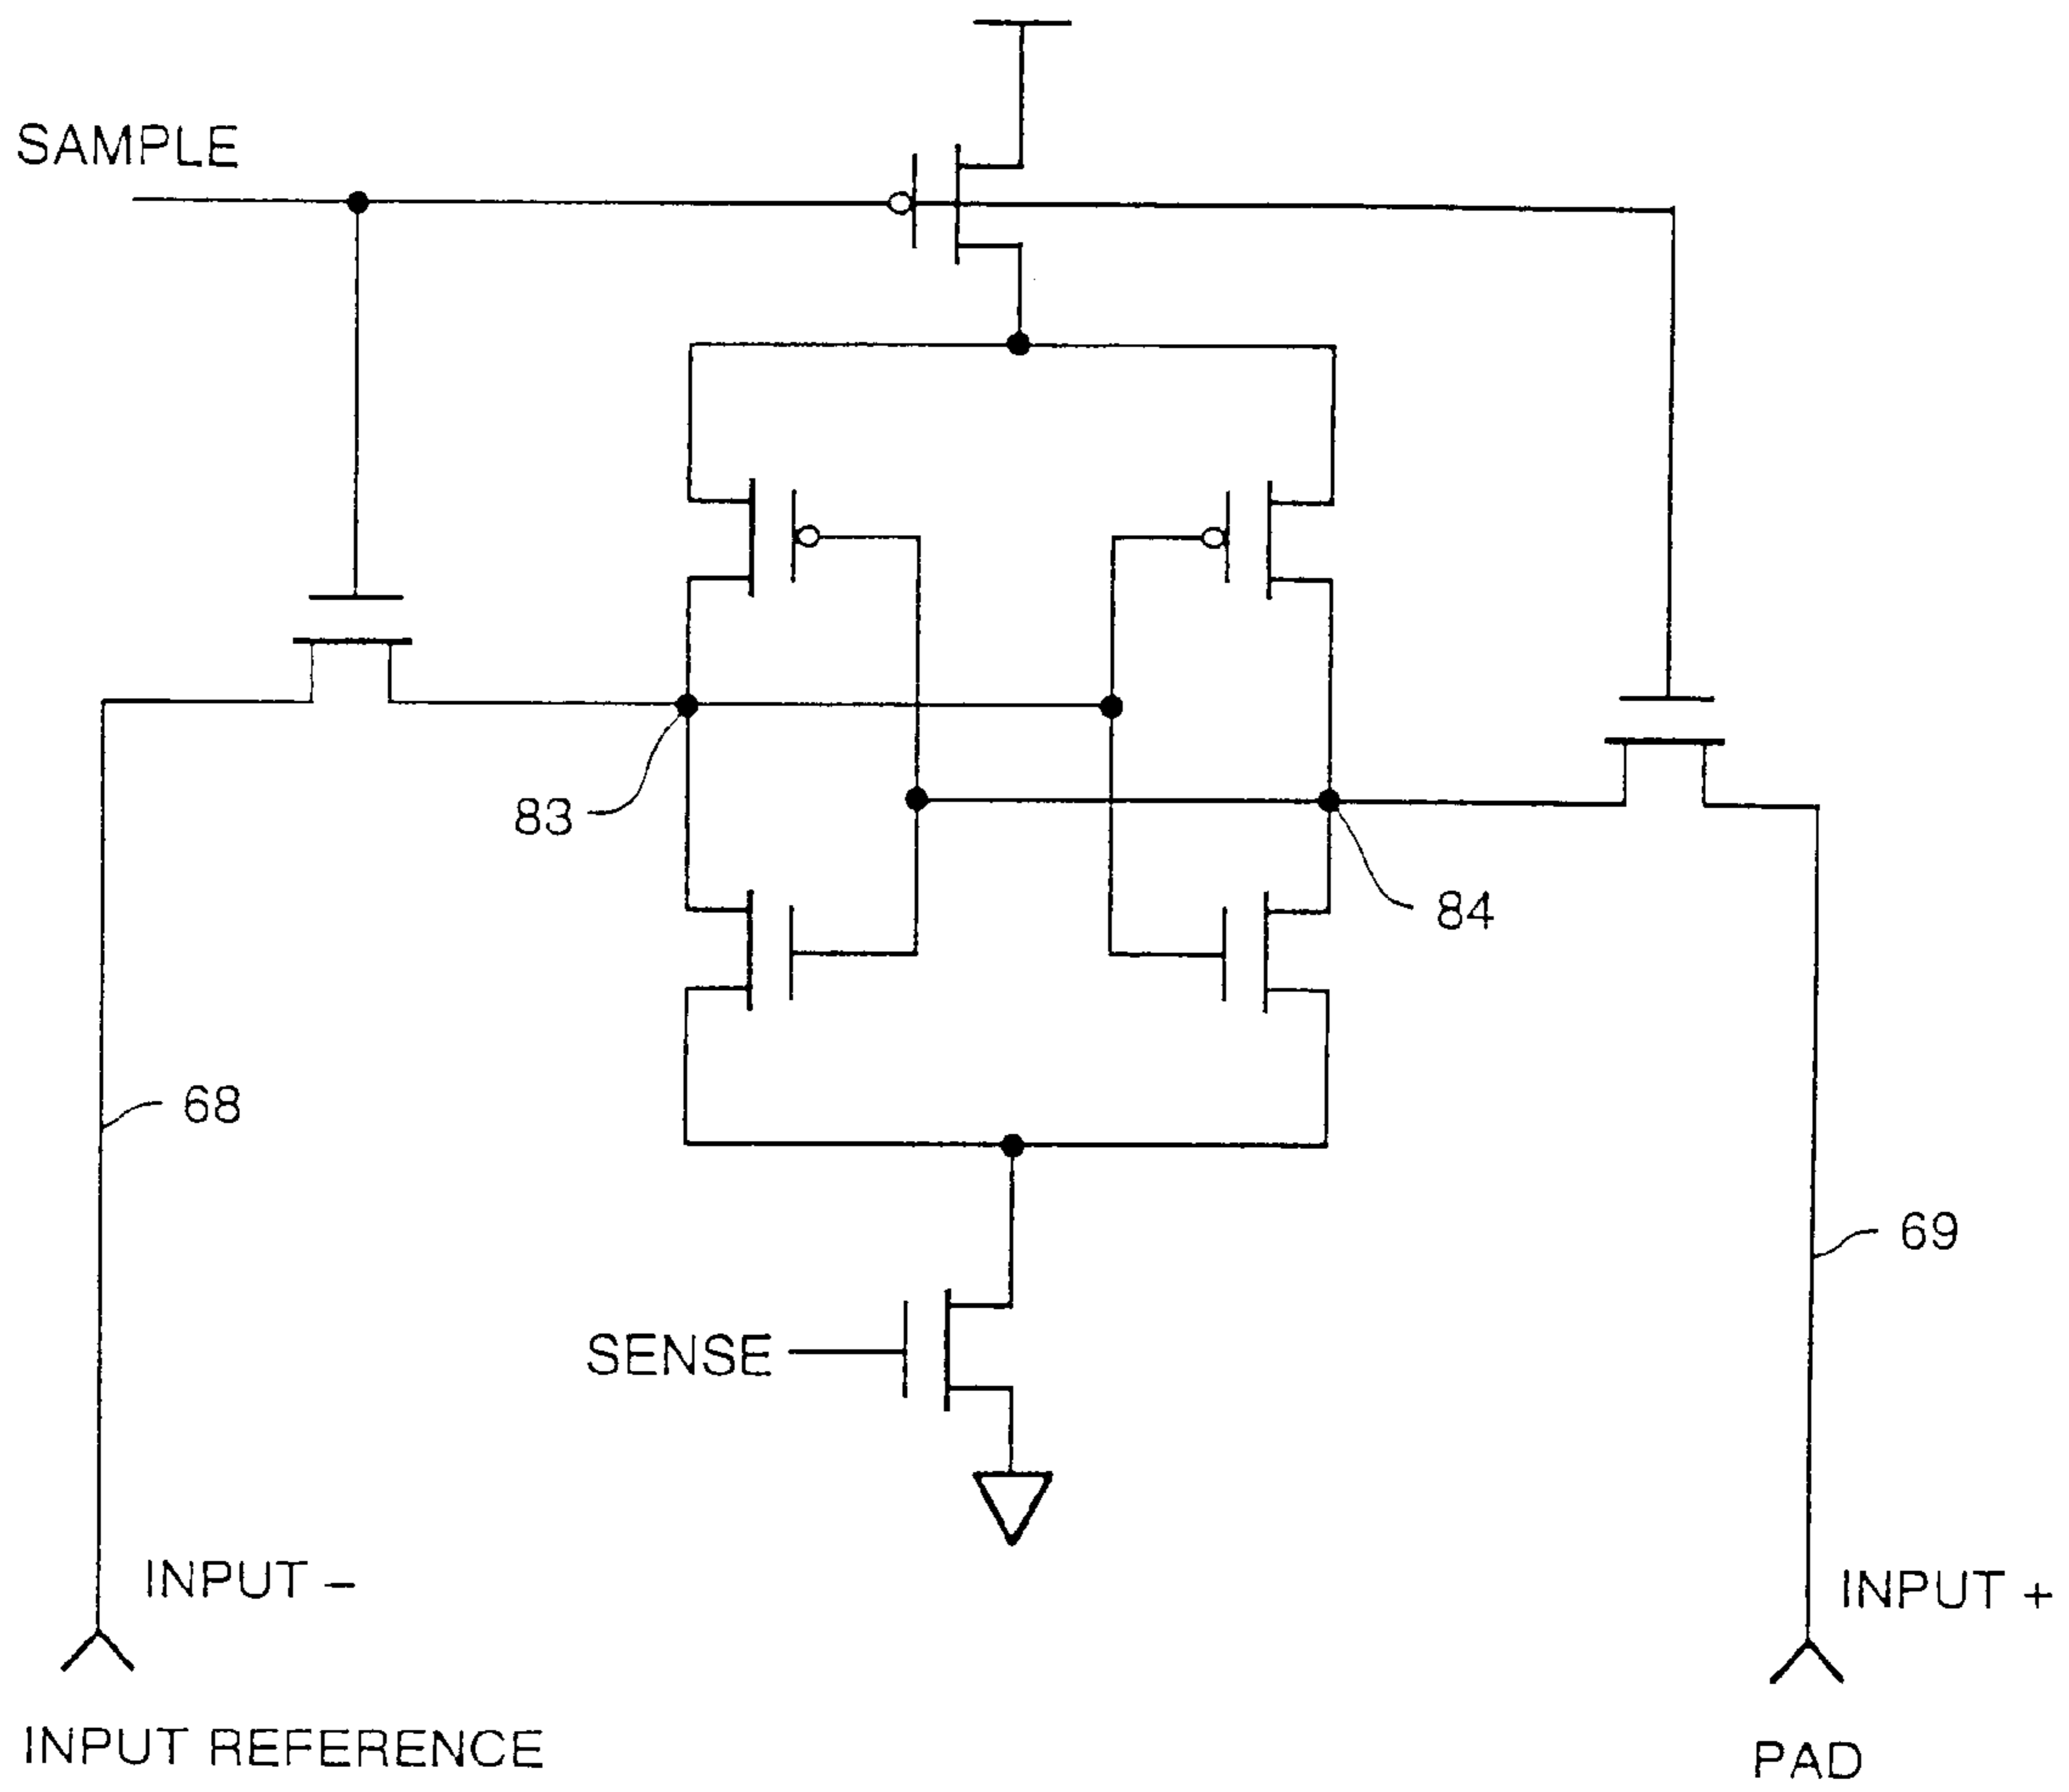 SAMPLE
83
84
68
69
SENSE
INPUT –
INPUT +
INPUT REFERENCE
PAD